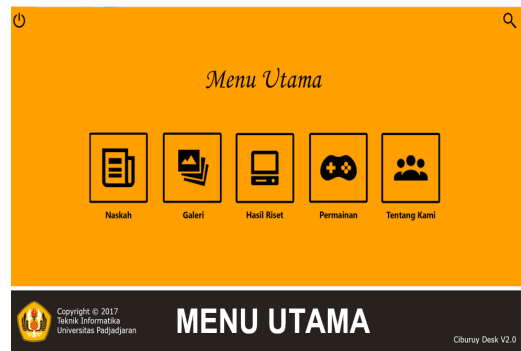 Menu Utama
Naskah
Galeri
Hasil Riset
Permainan
Tentang Kami
Copyright © 2017
Teknik Informatika
Universitas Padjadjaran
MENU UTAMA
Ciburuy Desk V2.0